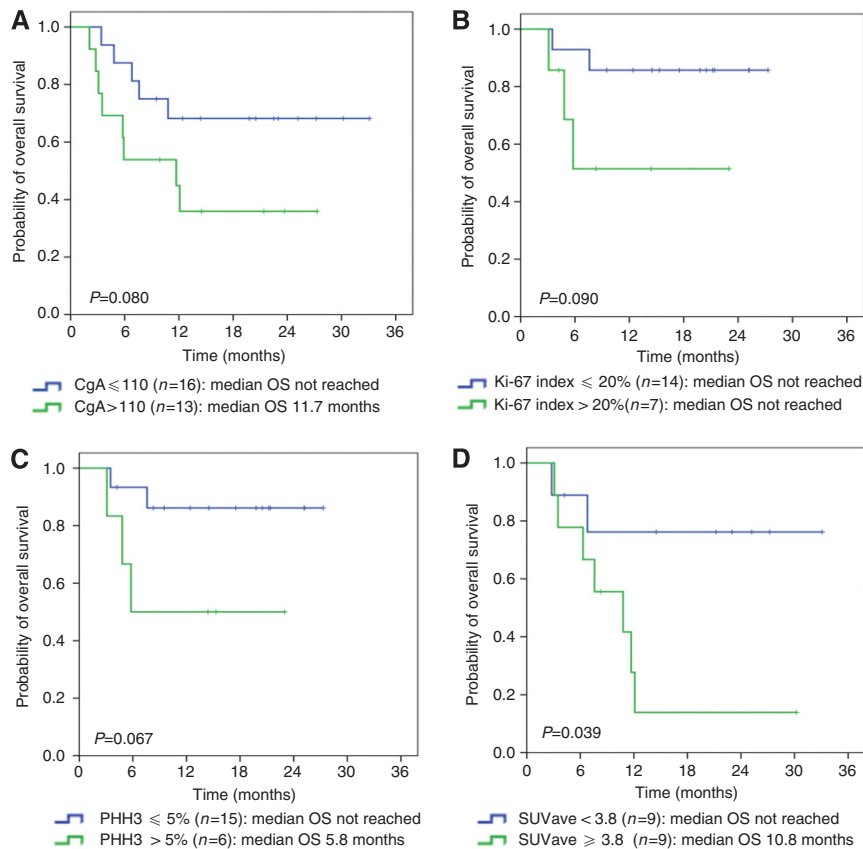 A
Probability of overall survival
1.0
0.8
0.6
0.4
0.2
0.0
P=0.080
0 6 12 18 24 30 36
Time (months)
CgA ⩽ 110 (n=16): median OS not reached
CgA > 110 (n=13): median OS 11.7 months
B
Probability of overall survival
1.0
0.8
0.6
0.4
0.2
0.0
P=0.090
0 6 12 18 24 30 36
Time (months)
Ki-67 index ⩽ 20% (n=14): median OS not reached
Ki-67 index > 20%(n=7): median OS not reached
C
Probability of overall survival
1.0
0.8
0.6
0.4
0.2
0.0
P=0.067
0 6 12 18 24 30 36
Time (months)
PHH3 ⩽ 5% (n=15): median OS not reached
PHH3 > 5% (n=6): median OS 5.8 months
D
Probability of overall survival
1.0
0.8
0.6
0.4
0.2
0.0
P=0.039
0 6 12 18 24 30 36
Time (months)
SUVave < 3.8 (n=9): median OS not reached
SUVave ⩾ 3.8 (n=9): median OS 10.8 months